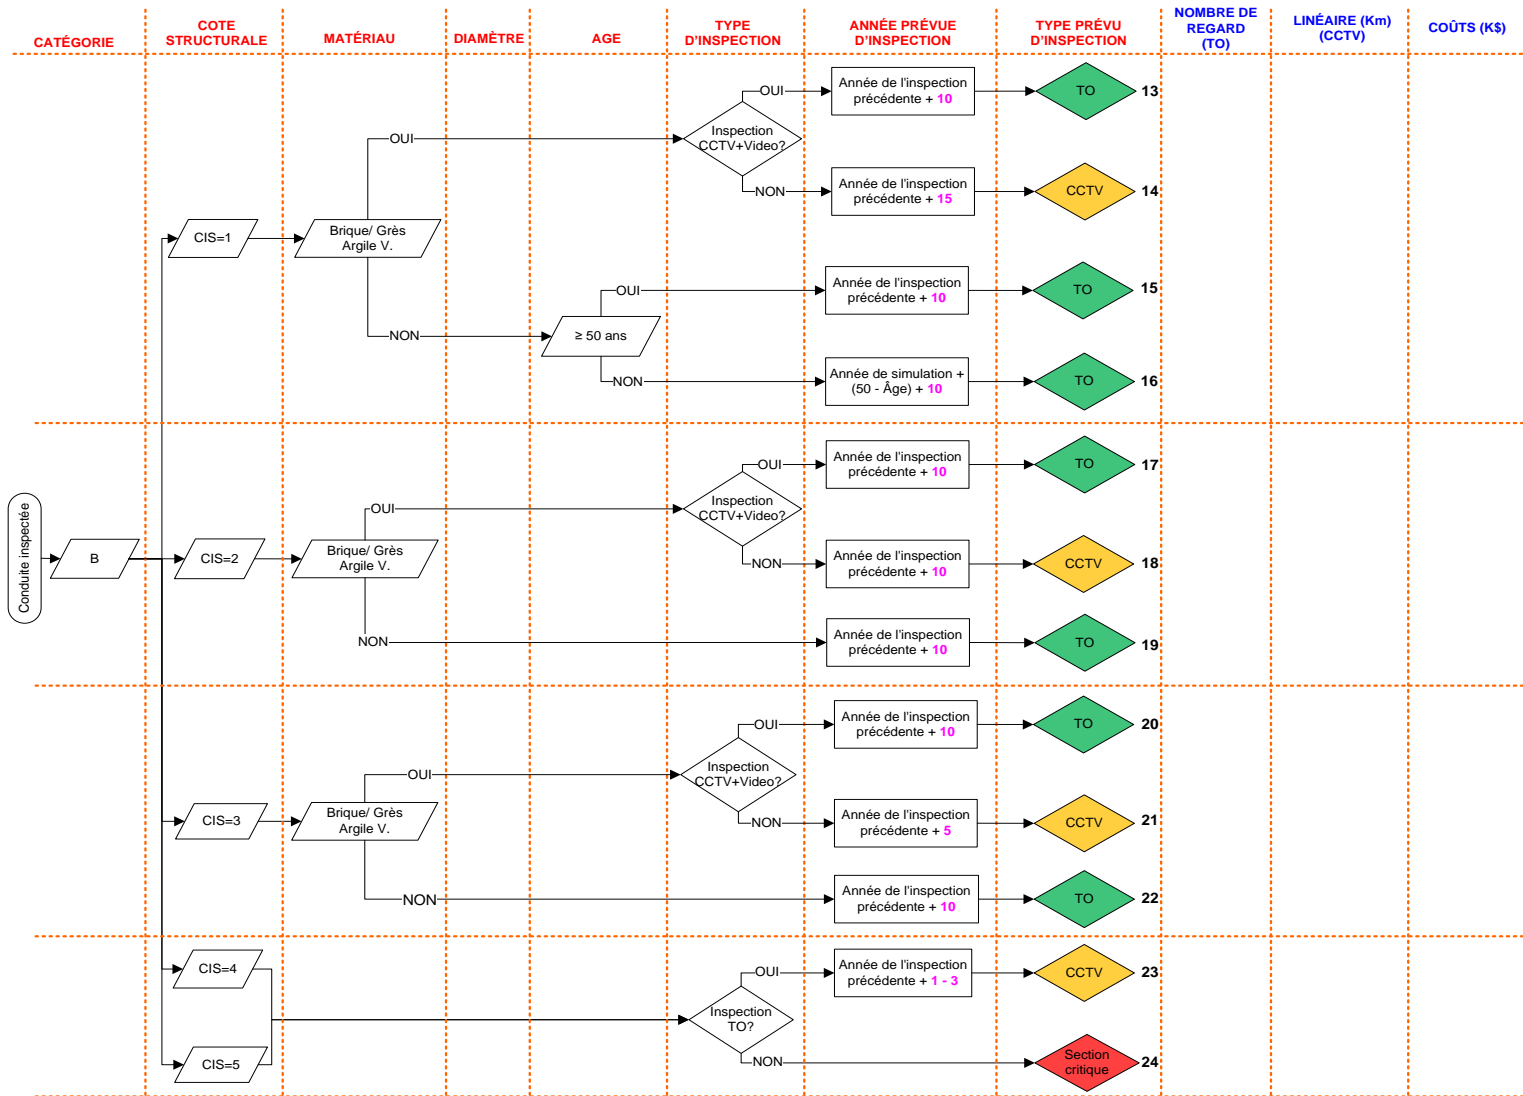 CATÉGORIE
COTE
STRUCTURALE
MATÉRIAU
DIAMÈTRE
AGE
TYPE
D'INSPECTION
ANNÉE PRÉVUE
D'INSPECTION
TYPE PRÉVU
D'INSPECTION
NOMBRE DE
REGARD
(TO)
LINÉAIRE (Km)
(CCTV)
COÛTS (K$)
Conduite inspectée
B
CIS=1
Brique/ Grès
Argile V.
OUI
Inspection
CCTV+Video?
OUI
Année de l'inspection
précédente + 10
TO
13
NON
Année de l'inspection
précédente + 15
CCTV
14
NON
≥ 50 ans
OUI
Année de l'inspection
précédente + 10
TO
15
NON
Année de simulation +
(50 - Âge) + 10
TO
16
CIS=2
Brique/ Grès
Argile V.
OUI
Inspection
CCTV+Video?
OUI
Année de l'inspection
précédente + 10
TO
17
NON
Année de l'inspection
précédente + 10
CCTV
18
NON
Année de l'inspection
précédente + 10
TO
19
CIS=3
Brique/ Grès
Argile V.
OUI
Inspection
CCTV+Video?
OUI
Année de l'inspection
précédente + 10
TO
20
NON
Année de l'inspection
précédente + 5
CCTV
21
NON
Année de l'inspection
précédente + 10
TO
22
CIS=4
CIS=5
Inspection
TO?
OUI
Année de l'inspection
précédente + 1 - 3
CCTV
23
NON
Section
critique
24